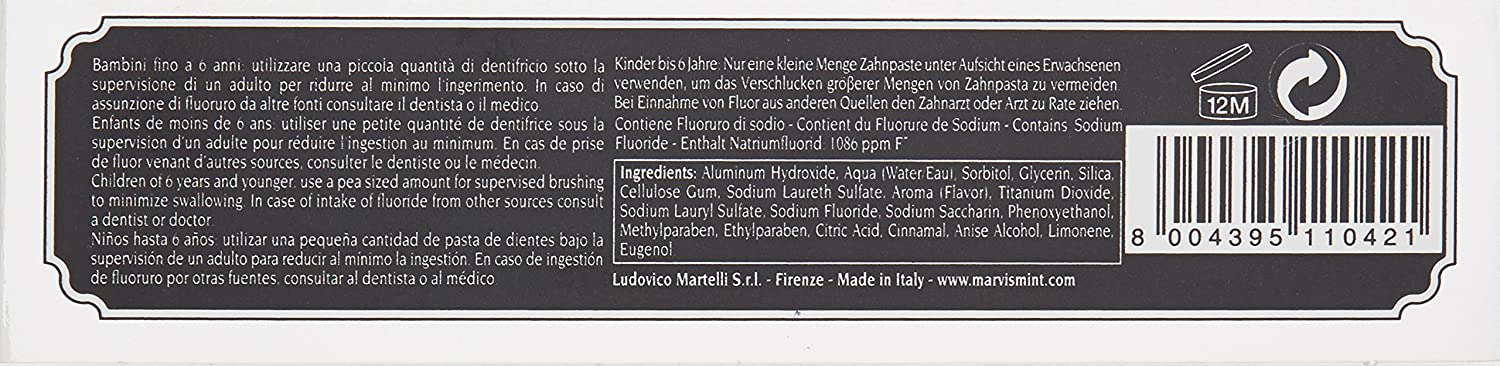 Bambini fino a 6 anni: utilizzare una piccola quantità di dentifricio sotto la
supervisione di un adulto per ridurre al minimo l'ingerimento. In caso di
assunzione di fluoruro da altre fonti consultare il dentista o il medico.
Enfants de moins de 6 ans: utiliser une petite quantité de dentifrice sous la
supervision d'un adulte pour réduire l'ingestion au minimum. En cas de prise
de fluor venant d'autres sources, consulter le dentiste ou le médecin.
Children of 6 years and younger: use a pea sized amount for supervised brushing
to minimize swallowing. In case of intake of fluoride from other sources consult
a dentist or doctor.
Niños hasta 6 años: utilizar una pequeña cantidad de pasta de dientes bajo la
supervisión de un adulto para reducir al mínimo la ingestión. En caso de ingestión
de fluoruro por otras fuentes, consultar al dentista o al médico
Kinder bis 6 Jahre: Nur eine kleine Menge Zahnpaste unter Aufsicht eines Erwachsenen
verwenden, um das Verschlucken größerer Mengen von Zahnpasta zu vermeiden.
Bei Einnahme von Fluor aus anderen Quellen den Zahnarzt oder Arzt zu Rate ziehen.
Contiene Fluoruro di sodio - Contient du Fluorure de Sodium - Contains Sodium
Fluoride - Enthalt Natriumfluorid. 1086 ppm F⁻
Ingredients: Aluminum Hydroxide, Aqua (Water/Eau), Sorbitol, Glycerin, Silica,
Cellulose Gum, Sodium Laureth Sulfate, Aroma (Flavor), Titanium Dioxide,
Sodium Lauryl Sulfate, Sodium Fluoride, Sodium Saccharin, Phenoxyethanol,
Methylparaben, Ethylparaben, Citric Acid, Cinnamal, Anise Alcohol, Limonene,
Eugenol
Ludovico Martelli S.r.l. - Firenze - Made in Italy - www.marvismint.com
12M
8 004395 110421